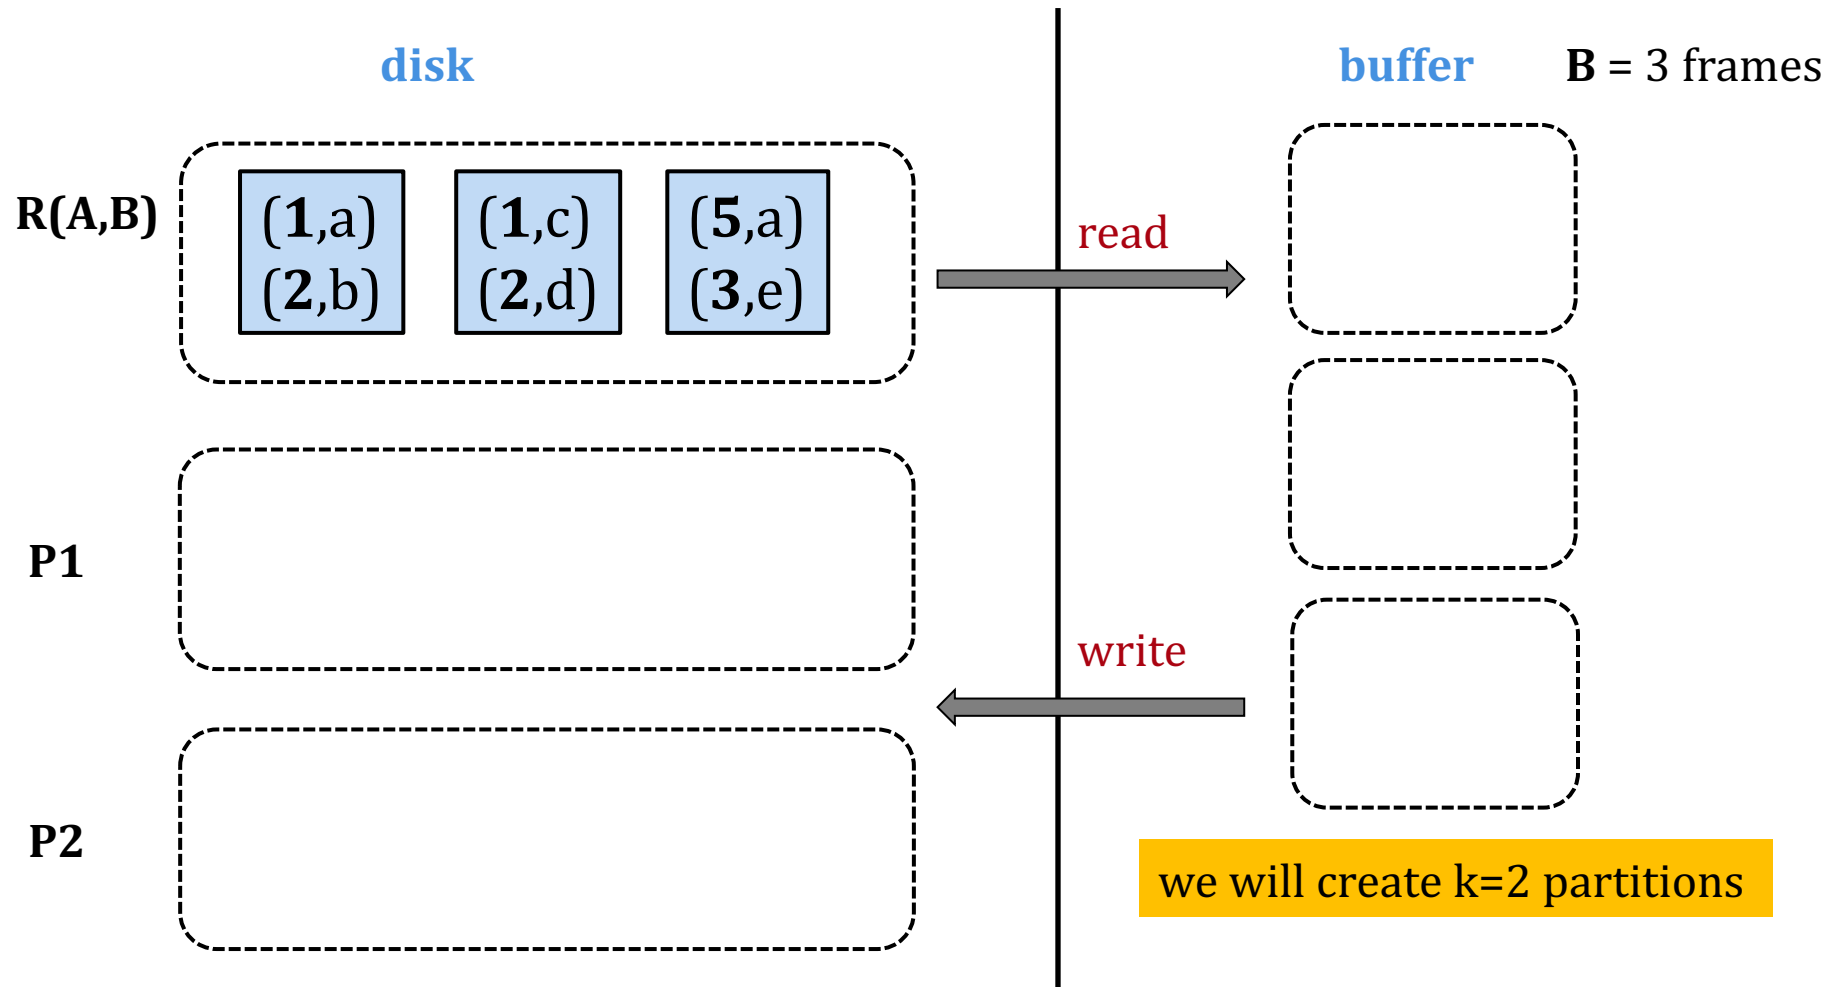 disk
buffer
B = 3 frames
R(A,B)
(1,a)
(2,b)
(1,c)
(2,d)
(5,a)
(3,e)
read
P1
write
P2
we will create k=2 partitions